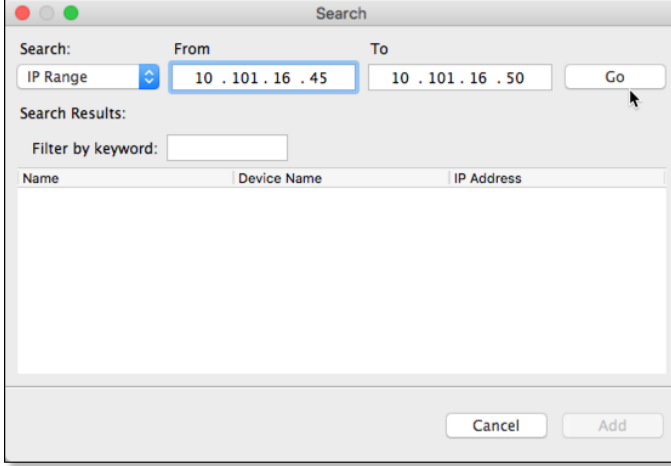 Search
Search: From To
IP Range 10 . 101 . 16 . 45 10 . 101 . 16 . 50 Go
Search Results:
Filter by keyword:
Name Device Name IP Address
Cancel Add